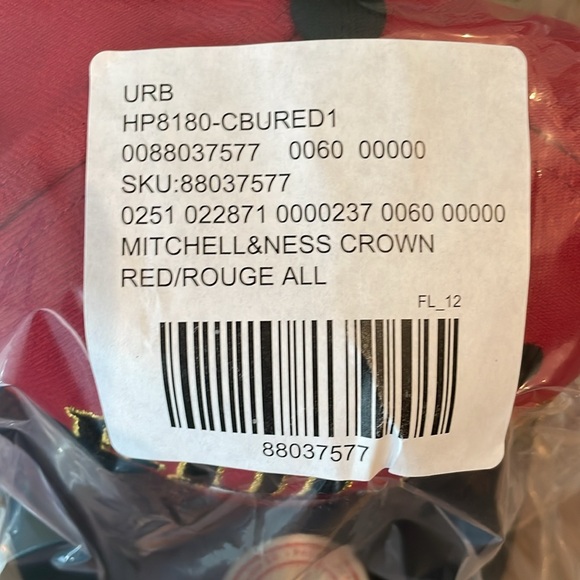 URB
HP8180-CBURED1
0088037577 0060 00000
SKU:88037577
0251 022871 0000237 0060 00000
MITCHELL&NESS CROWN
RED/ROUGE ALL
FL_12
88037577